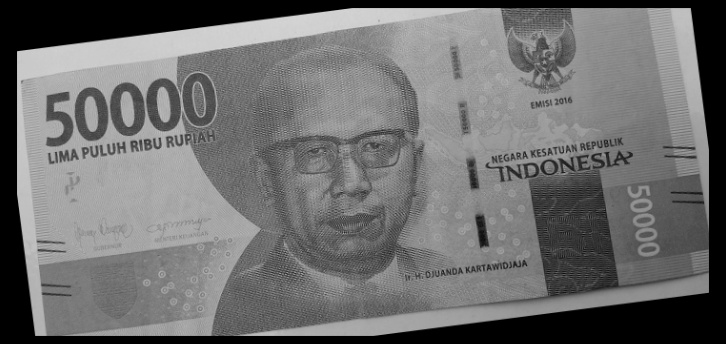 50000
LIMA PULUH RIBU RUPIAH
EMISI 2016
NEGARA KESATUAN REPUBLIK
INDONESIA
50000
GUBERNUR
MENTERI KEUANGAN
Ir. H. DJUANDA KARTAWIDJAJA